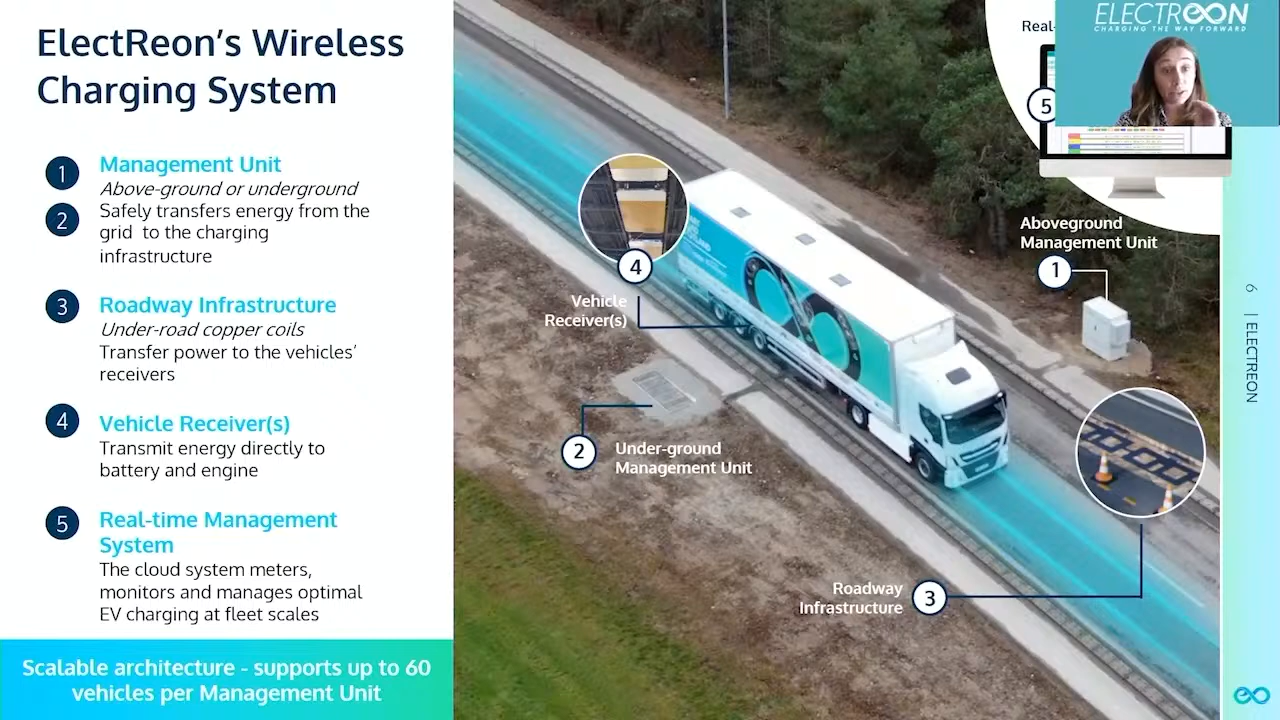 ElectReon's Wireless
Charging System
1
Management Unit
Above-ground or underground
2
Safely transfers energy from the
grid to the charging
infrastructure
3
Roadway Infrastructure
Under-road copper coils
Transfer power to the vehicles'
receivers
4
Vehicle Receiver(s)
Transmit energy directly to
battery and engine
5
Real-time Management
System
The cloud system meters,
monitors and manages optimal
EV charging at fleet scales
Scalable architecture - supports up to 60
vehicles per Management Unit
4
Vehicle
Receiver(s)
2
Under-ground
Management Unit
Roadway
Infrastructure
3
Real-
5
Aboveground
Management Unit
1
ELECTREON
CHARGING THE WAY FORWARD
6 | ELECTREON